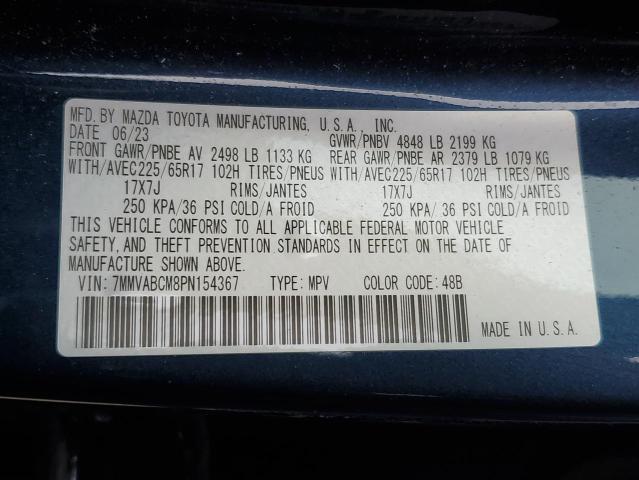 MFD. BY MAZDA TOYOTA MANUFACTURING, U.S.A., INC.
DATE 06/23 GVWR/PNBV 4848 LB 2199 KG
FRONT GAWR/PNBE AV 2498 LB 1133 KG REAR GAWR/PNBE AR 2379 LB 1079 KG
WITH/AVEC225/65R17 102H TIRES/PNEUS WITH/AVEC225/65R17 102H TIRES/PNEUS
17X7J RIMS/JANTES 17X7J RIMS/JANTES
250 KPA/36 PSI COLD/A FROID 250 KPA/ 36 PSI COLD/A FROID
THIS VEHICLE CONFORMS TO ALL APPLICABLE FEDERAL MOTOR VEHICLE
SAFETY, AND THEFT PREVENTION STANDARDS IN EFFECT ON THE DATE OF
MANUFACTURE SHOWN ABOVE.
VIN: 7MMVABCM8PN154367 TYPE: MPV COLOR CODE: 48B
MADE IN U.S.A.